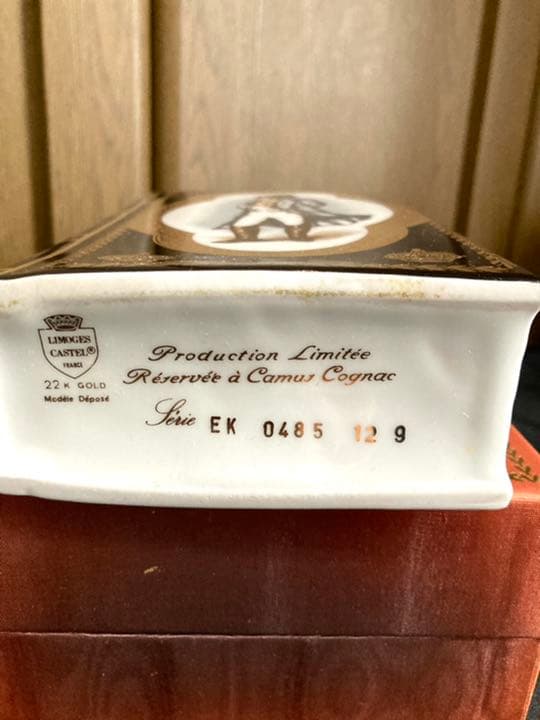 LIMOGES
CASTEL®
FRANCE
22 K GOLD
Modèle Déposé
Production Limitée
Réservée à Camus Cognac
Série EK 0485 12 9